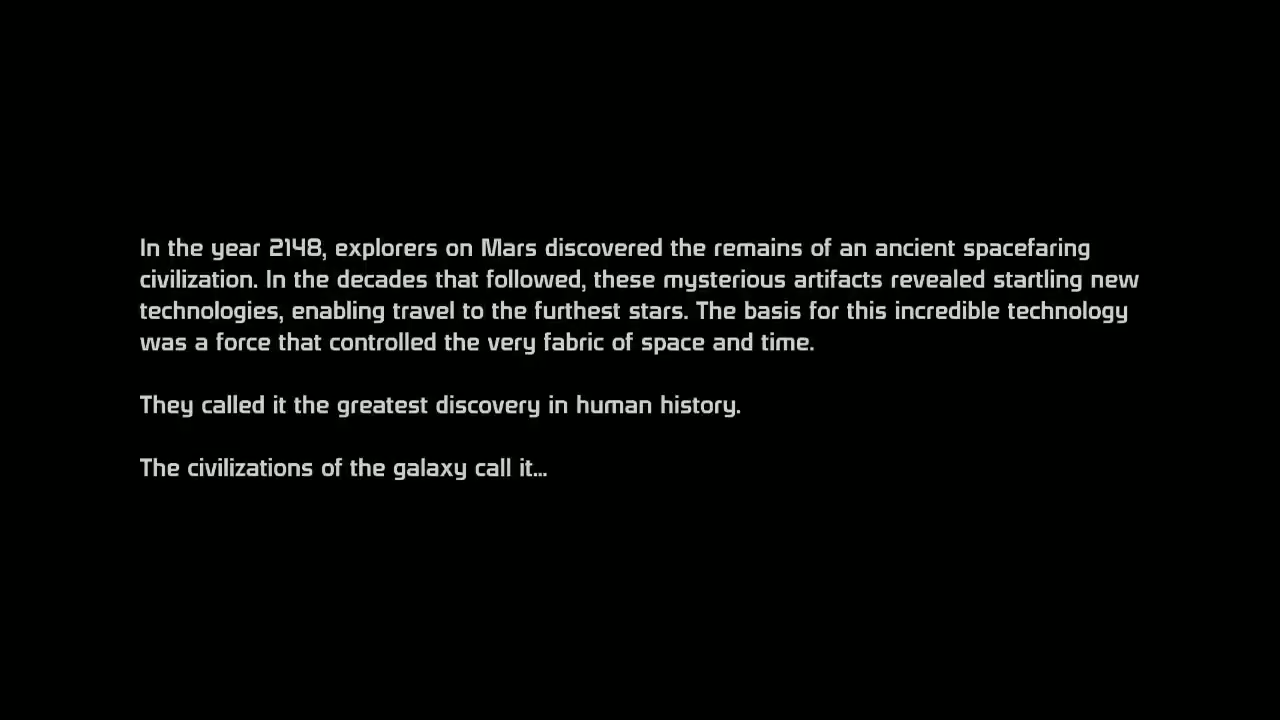 In the year 2148, explorers on Mars discovered the remains of an ancient spacefaring
civilization. In the decades that followed, these mysterious artifacts revealed startling new
technologies, enabling travel to the furthest stars. The basis for this incredible technology
was a force that controlled the very fabric of space and time.
They called it the greatest discovery in human history.
The civilizations of the galaxy call it...